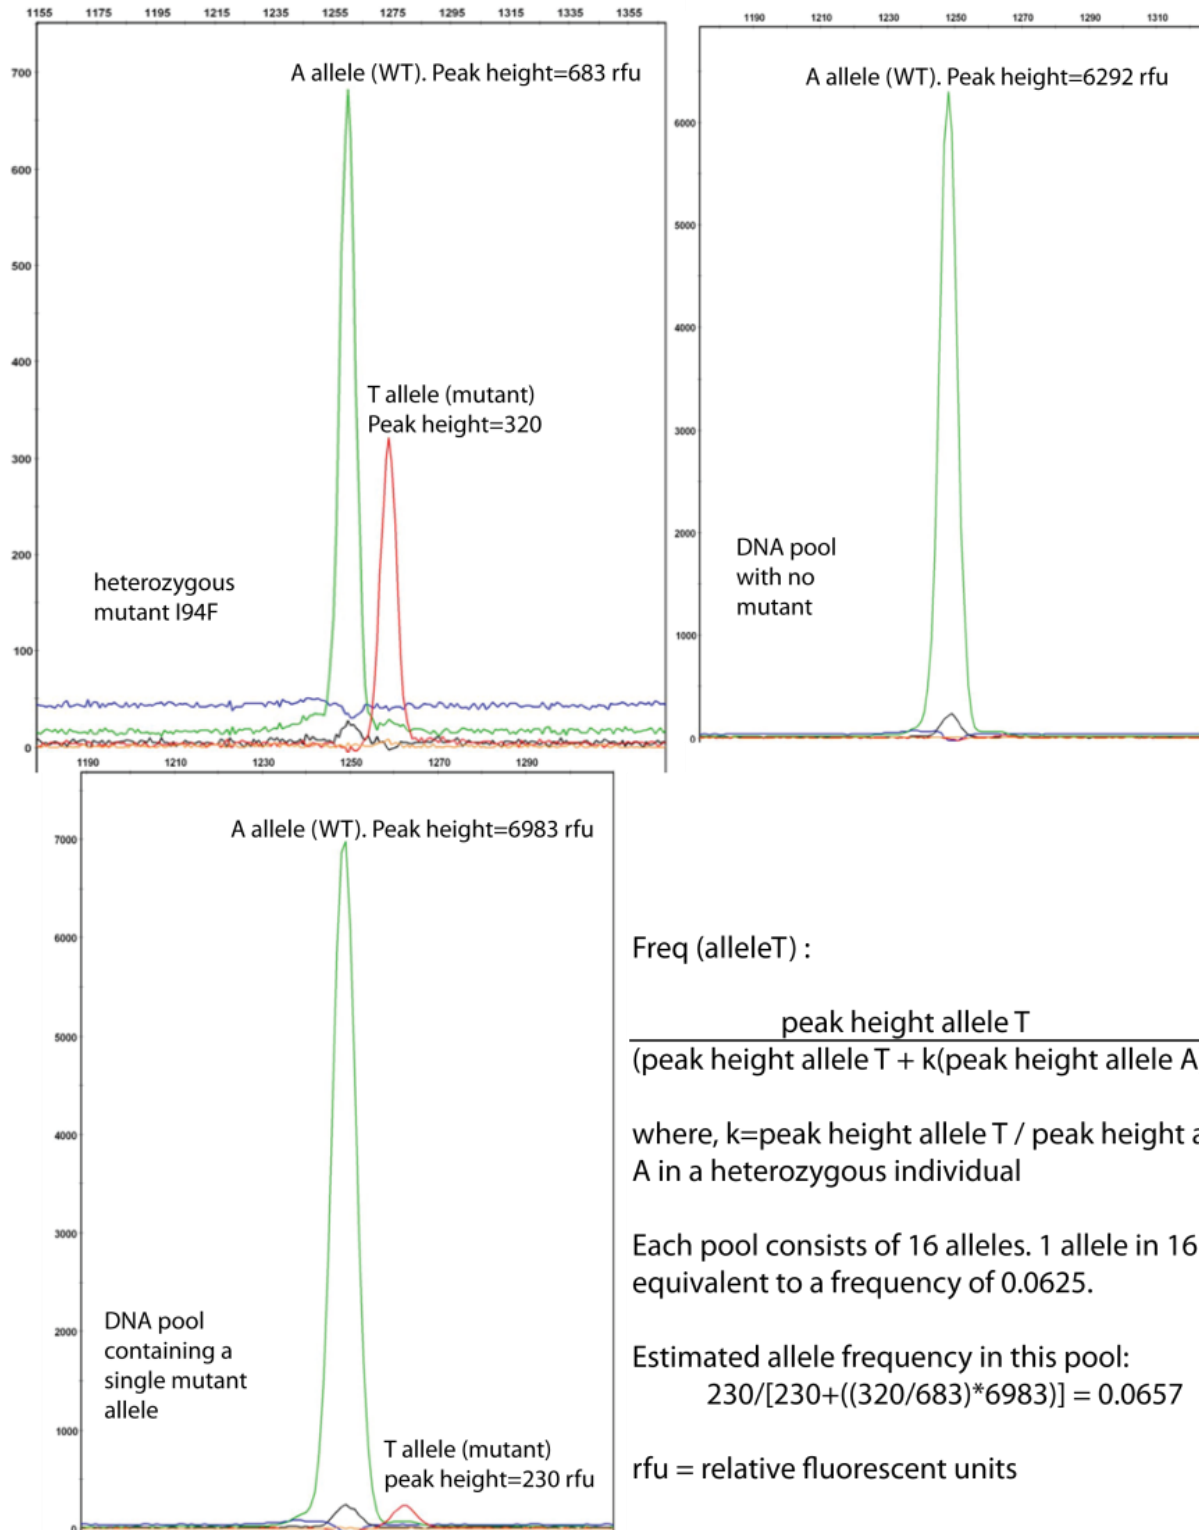 1155 1175 1195 1215 1235 1255 1275 1295 1315 1335 1355
A allele (WT). Peak height=683 rfu
700
600
500
400
300
200
100
0
T allele (mutant)
Peak height=320
heterozygous
mutant I94F
1190 1210 1230 1250 1270 1290 1310
A allele (WT). Peak height=6292 rfu
6000
5000
4000
3000
2000
1000
0
DNA pool
with no
mutant
1190 1210 1230 1250 1270 1290
A allele (WT). Peak height=6983 rfu
7000
6000
5000
4000
3000
2000
1000
0
DNA pool
containing a
single mutant
allele
T allele (mutant)
peak height=230 rfu
Freq (alleleT) :
peak height allele T
(peak height allele T + k(peak height allele A
where, k=peak height allele T / peak height a
A in a heterozygous individual
Each pool consists of 16 alleles. 1 allele in 16
equivalent to a frequency of 0.0625.
Estimated allele frequency in this pool:
230/[230+((320/683)*6983)] = 0.0657
rfu = relative fluorescent units